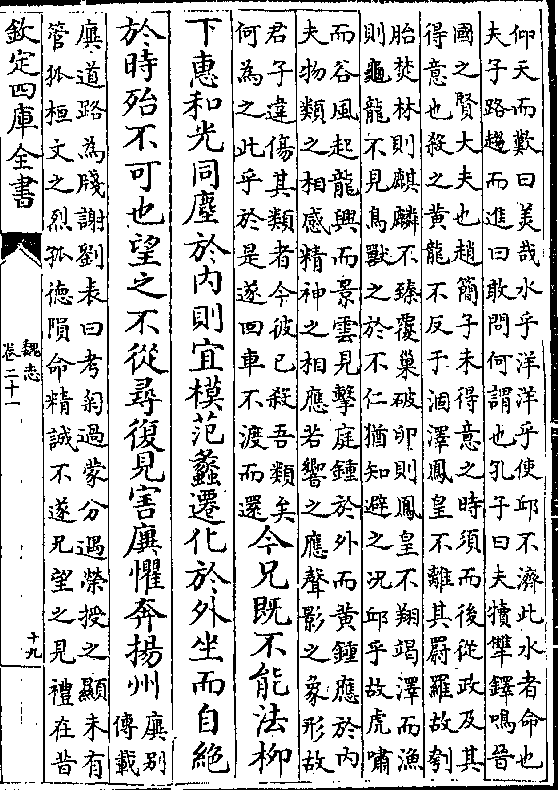 仰天而歎曰美哉水乎洋洋乎使邱不濟此水者命也
夫子路趨而進曰敢問何謂也孔子曰夫犢犨鐸鳴晉
國之賢大夫也趙簡子未得意之時須而後從政及其
得意也殺之黄龍不反于涸澤鳳皇不離其罻羅故刳
胎焚林則麒麟不臻覆巢破卵則鳳皇不翔竭澤而漁
則龜龍不見鳥獸之於不仁猶知避之况邱乎故虎嘯
而谷風起龍興而景雲見擊庭鍾於外而黄鍾應於内
夫物類之相感精神之相應若響之應聲影之象形故
君子違傷其類者今彼已殺吾類矣
何為之此乎於是遂回車不渡而還
今兄既不能法柳
下惠和光同塵於内則宜模范蠡遷化於外坐而自絶
於時殆不可也望之不從尋復見害廙懼奔揚州
廙别
傳載
廙道路為牋謝劉表曰考匊過蒙分遇榮授之顯未有
管孤桓文之烈孤德隕命精誠不遂兄望之見禮在昔
欽定四庫全書
魏志
卷二十一
十九